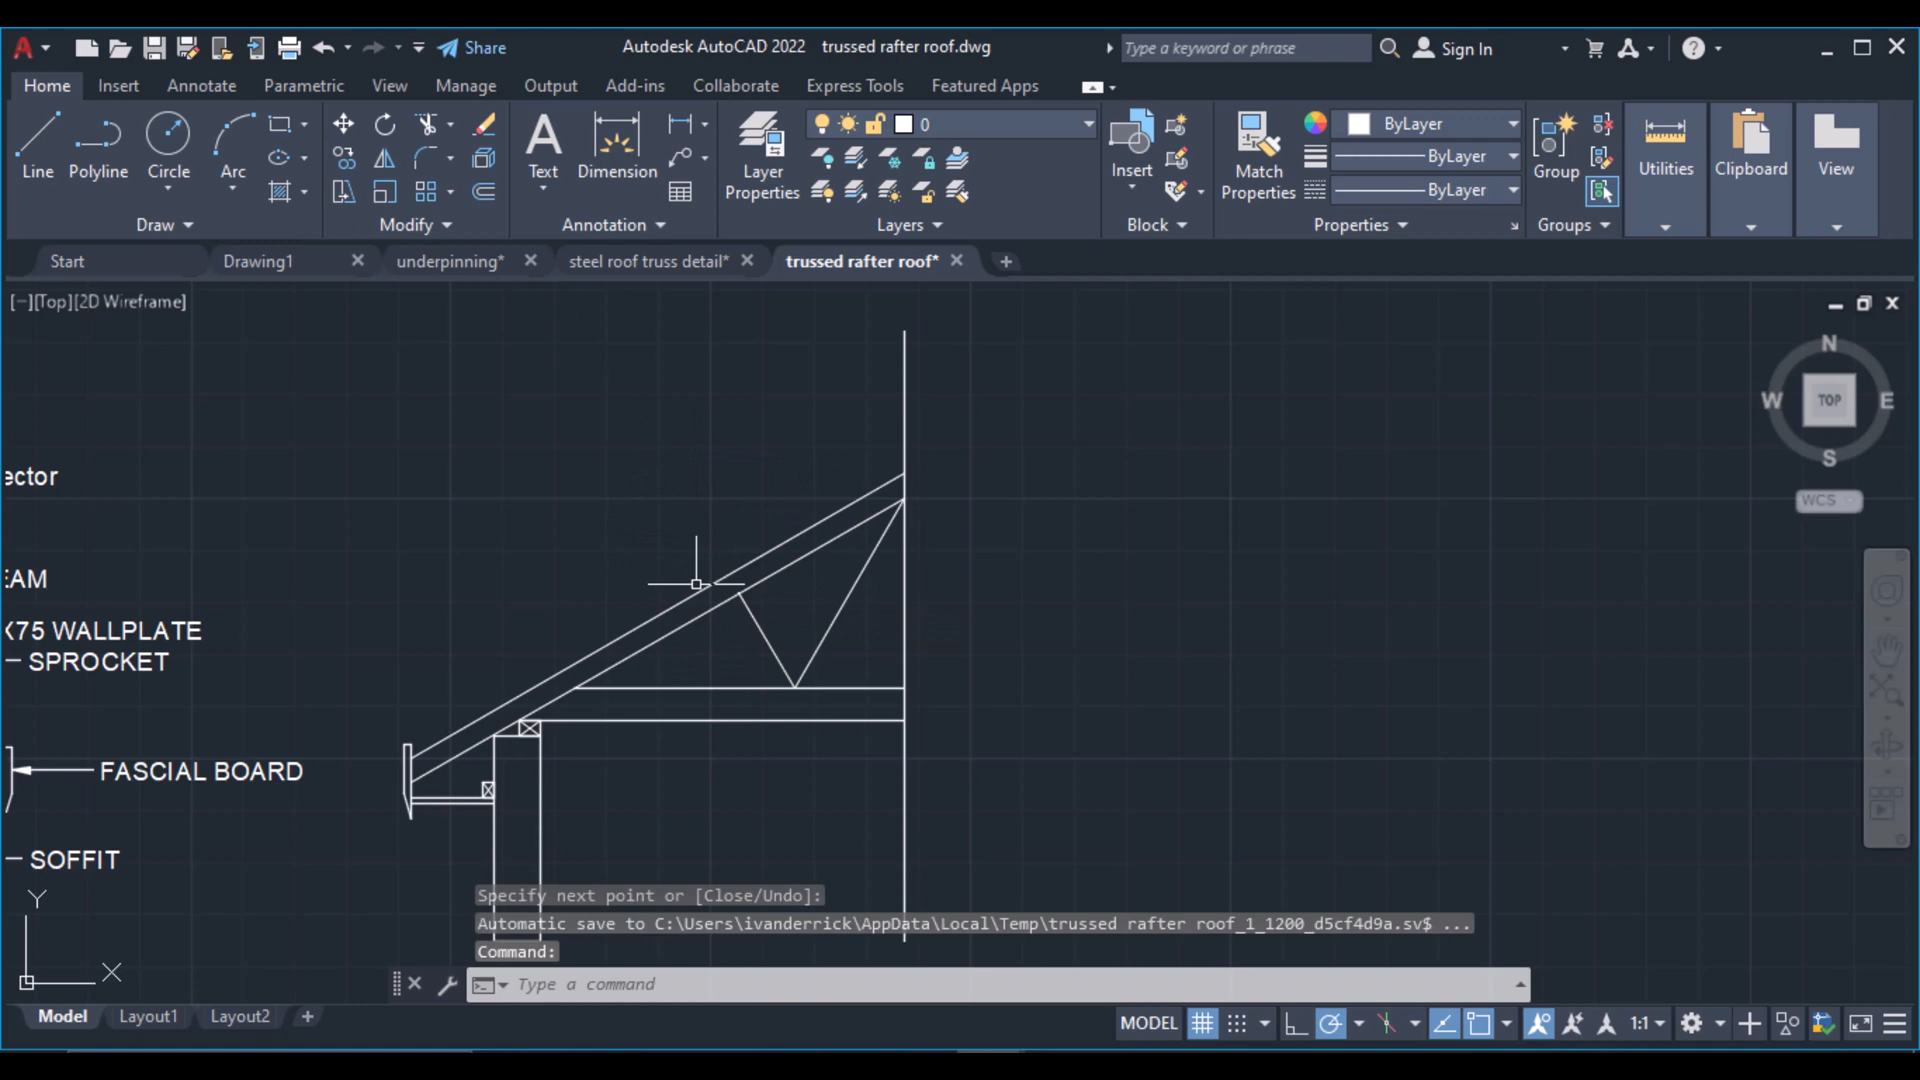 Share
Autodesk AutoCAD 2022 trussed rafter roof.dwg
Type a keyword or phrase
Sign In
Home Insert Annotate Parametric View Manage Output Add-ins Collaborate Express Tools Featured Apps
Line Polyline Circle Arc
Text Dimension
Layer Properties
0
Insert
Match Properties
ByLayer
ByLayer
ByLayer
Group
Utilities
Clipboard
View
Draw Modify Annotation Layers Block Properties Groups
Start Drawing1 underpinning* steel roof truss detail* trussed rafter roof*
[−][Top][2D Wireframe]
N
W TOP E
S
WCS
ector
EAM
X75 WALLPLATE
SPROCKET
FASCIAL BOARD
SOFFIT
Y
X
Specify next point or [Close/Undo]:
Automatic save to C:\Users\ivanderrick\AppData\Local\Temp\trussed rafter roof_1_1200_d5cf4d9a.sv$ ...
Command:
Type a command
Model Layout1 Layout2
MODEL
1:1